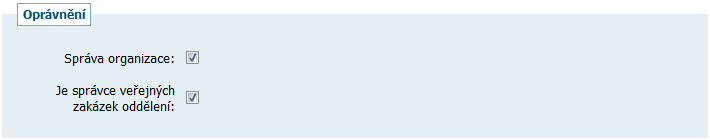 Oprávnění
Správa organizace:
Je správce veřejných
zakázek oddělení: